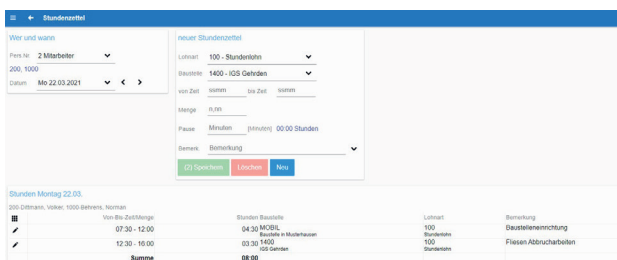 Stundenzettel
Wer und wann
Pers Nr. 2 Mitarbeiter
200, 1000
Datum Mo 22.03.2021
neuer Stundenzettel
Lohnart 100 - Stundenlohn
Baustelle 1400 - IGS Gehrden
von Zeit ssmm bis Zeit ssmm
Menge n,nn
Pause Minuten [Minuten] 00:00 Stunden
Bemerk. Bemerkung
(2) Speichern Löschen Neu
Stunden Montag 22.03.
200-Dittmann, Volker, 1000-Behrens, Norman
Von-Bis-Zeit/Menge Stunden Baustelle Lohnart Bemerkung
07:30 - 12:00 04:30 MOBIL 100 Baustelleneinrichtung
Baustelle in Musterhausen Stundenlohn
12:30 - 16:00 03:30 1400 100 Fliesen Abbrucharbeiten
IGS Gehrden Stundenlohn
Summe 08:00